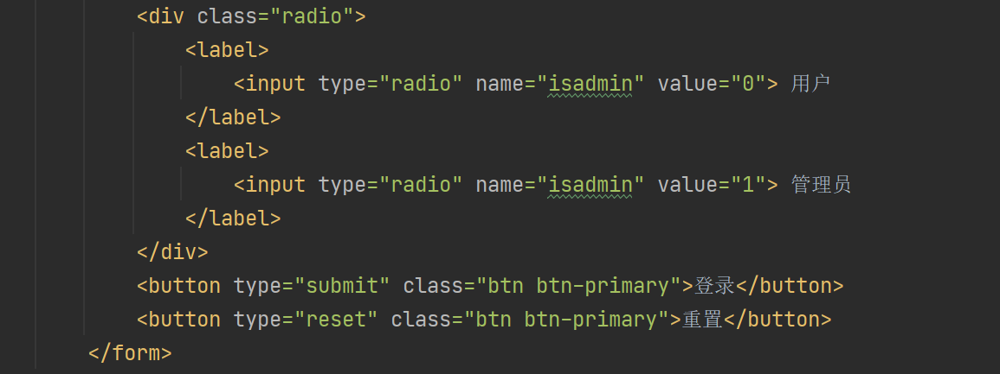 <div class="radio">
<label>
<input type="radio" name="isadmin" value="0"> 用户
</label>
<label>
<input type="radio" name="isadmin" value="1"> 管理员
</label>
</div>
<button type="submit" class="btn btn-primary">登录</button>
<button type="reset" class="btn btn-primary">重置</button>
</form>